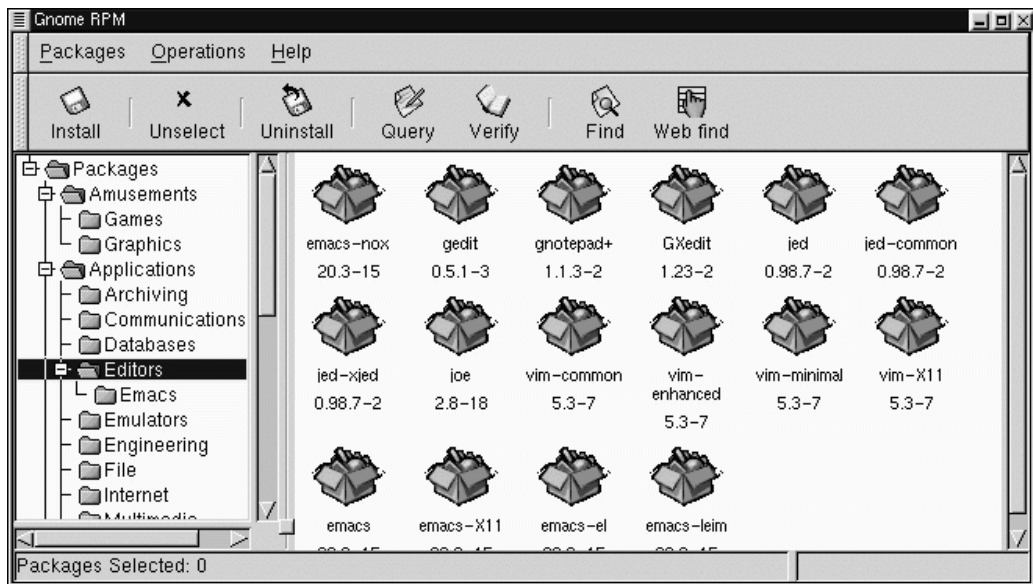 Gnome RPM
Packages Operations Help
Install Unselect Uninstall Query Verify Find Web find
Packages
Amusements
Games
Graphics
Applications
Archiving
Communications
Databases
Editors
Emacs
Emulators
Engineering
File
Internet
Multimedia
emacs-nox gedit gnotepad+ GXedit jed jed-common
20.3-15 0.5.1-3 1.1.3-2 1.23-2 0.98.7-2 0.98.7-2
jed-xjed joe vim-common vim-enhanced vim-minimal vim-X11
0.98.7-2 2.8-18 5.3-7 5.3-7 5.3-7 5.3-7
emacs emacs-X11 emacs-el emacs-leim
Packages Selected: 0